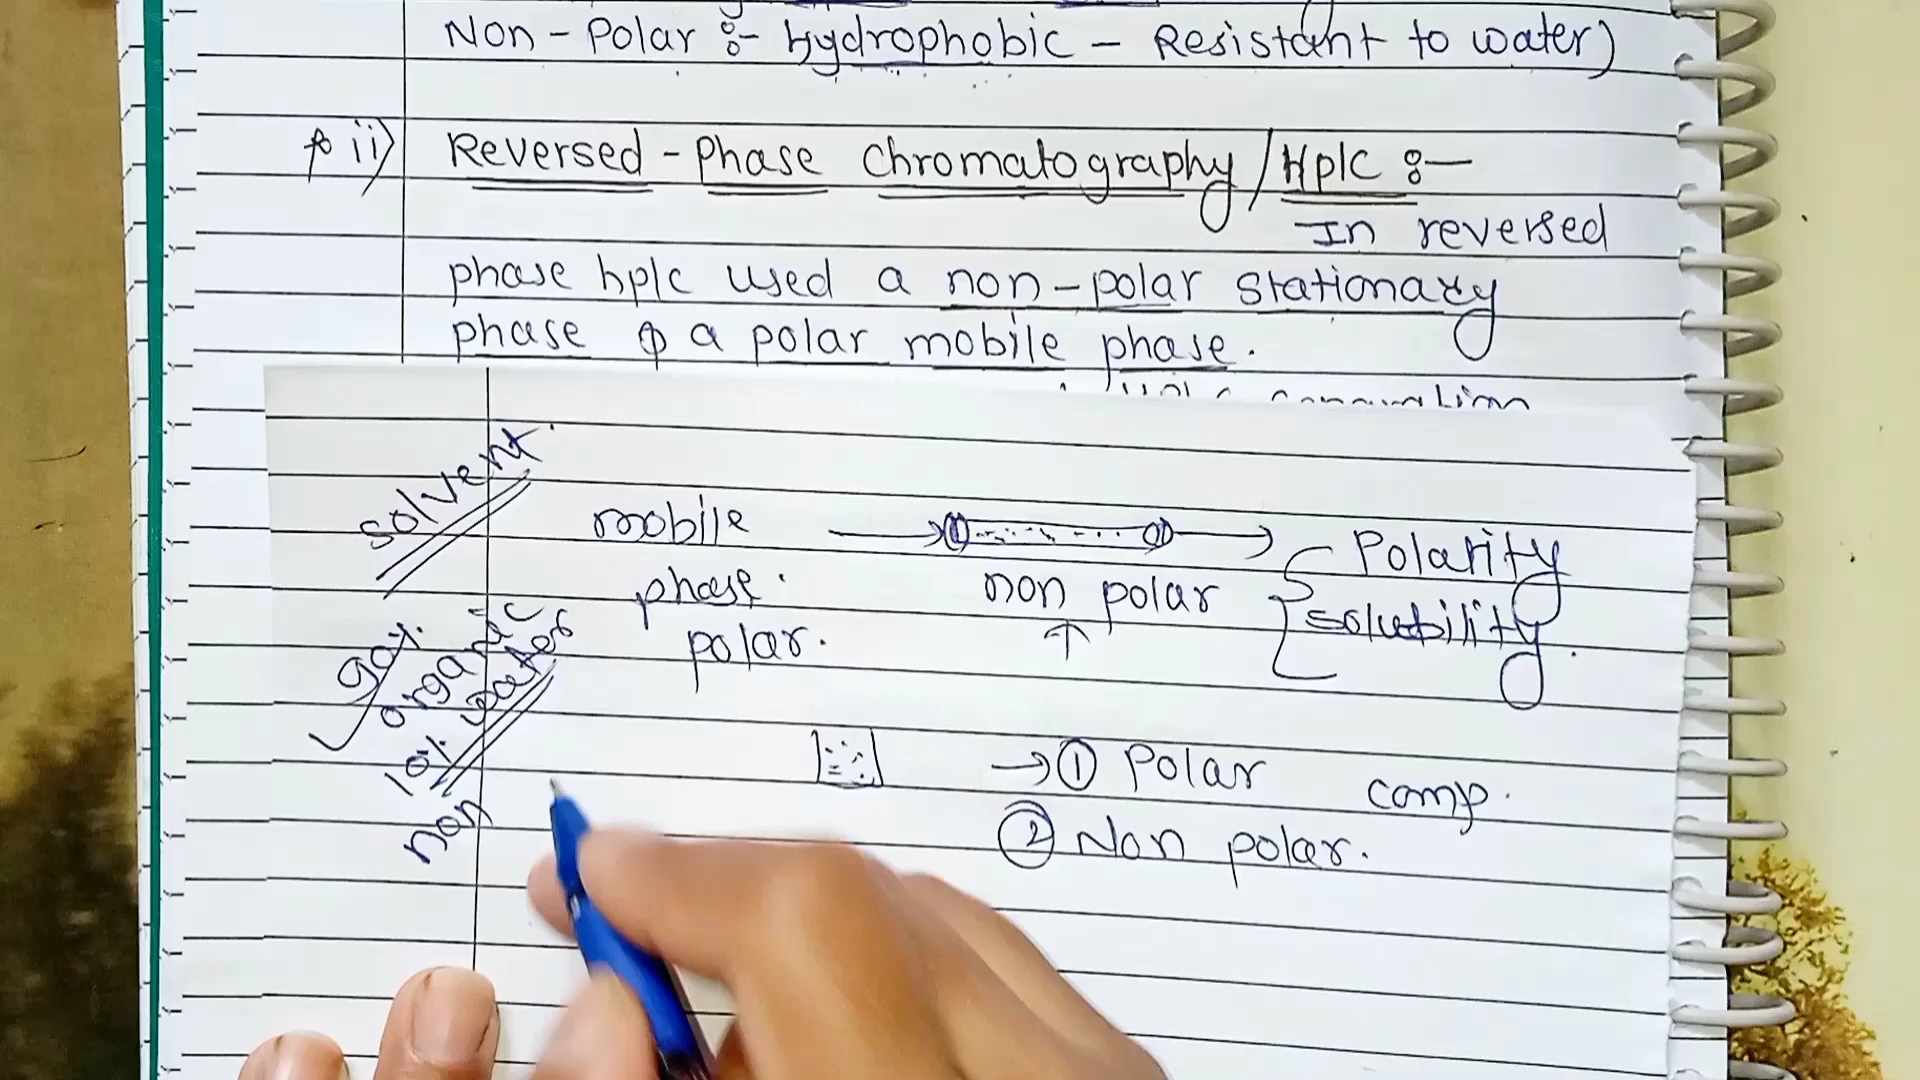 Non-Polar :- Hydrophobic - Resistant to water)
ii) Reversed-Phase Chromatography/Hplc :-
In reversed
phase hplc used a non-polar stationary
phase & a polar mobile phase.
solvent.
mobile
phase.
polar.
non polar
Polarity
solubility.
90%
organic
10% water
non
→ ① Polar comp.
② Non polar.